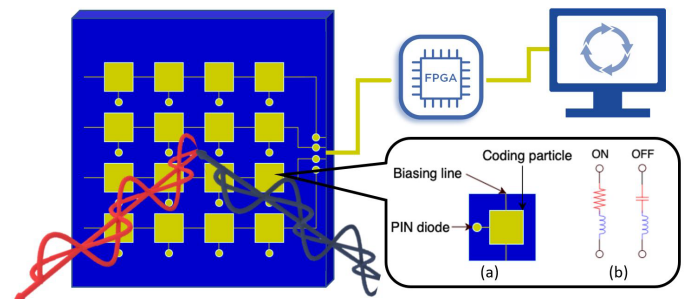 FPGA
Coding particle
ON OFF
Biasing line
PIN diode
(a)
(b)